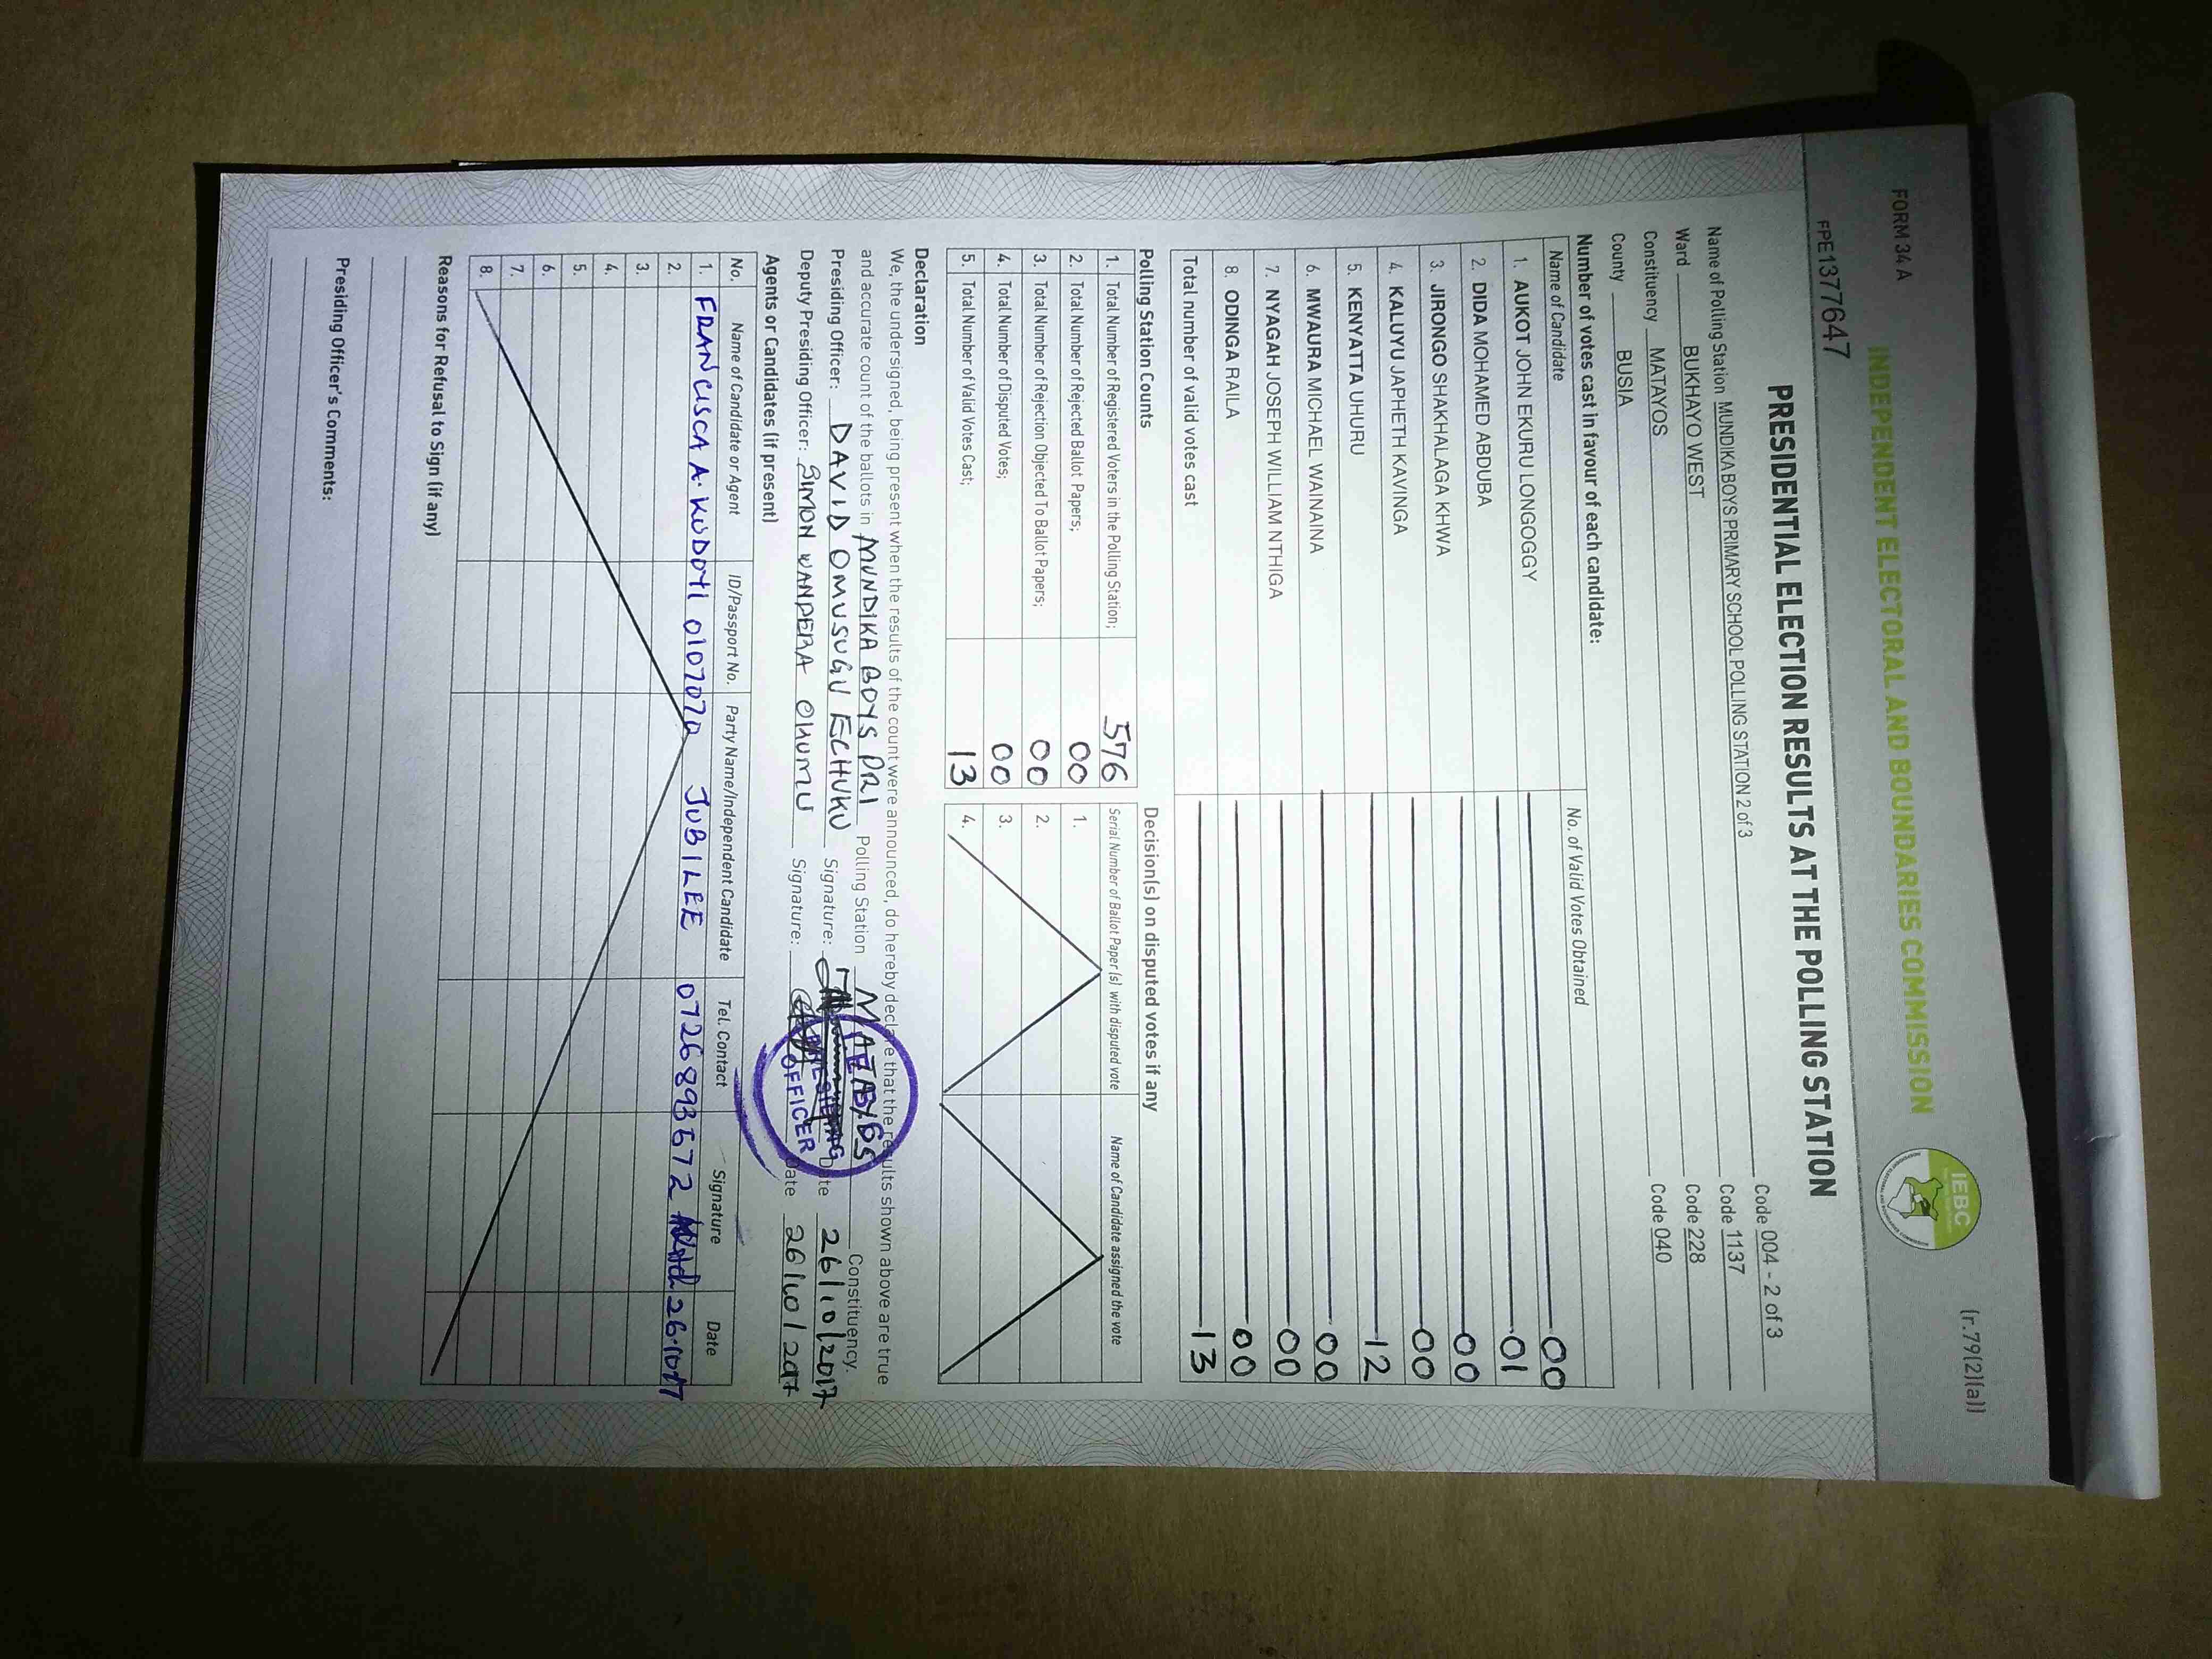 FORM 34 A
(r.79(2)(a))
INDEPENDENT ELECTORAL AND BOUNDARIES COMMISSION
IEBC
FPE1377647
PRESIDENTIAL ELECTION RESULTS AT THE POLLING STATION
Name of Polling Station MUNDIKA BOYS PRIMARY SCHOOL POLLING STATION 2 of 3 Code 004 - 2 of 3
Ward BUKHAYO WEST Code 1137
Constituency MATAYOS Code 228
County BUSIA Code 040
Number of votes cast in favour of each candidate:
Name of Candidate No. of Valid Votes Obtained
1. AUKOT JOHN EKURU LONGOGGY 00
2. DIDA MOHAMED ABDUBA 01
3. JIRONGO SHAKHALAGA KHWA 00
4. KALUYU JAPHETH KAVINGA 00
5. KENYATTA UHURU 12
6. MWAURA MICHAEL WAINAINA 00
7. NYAGAH JOSEPH WILLIAM NTHIGA 00
8. ODINGA RAILA 00
Total number of valid votes cast 13
Polling Station Counts
1. Total Number of Registered Voters in the Polling Station; 576
2. Total Number of Rejected Ballot Papers; 00
3. Total Number of Rejection Objected To Ballot Papers; 00
4. Total Number of Disputed Votes; 00
5. Total Number of Valid Votes Cast; 13
Decision(s) on disputed votes if any
Serial Number of Ballot Paper (s) with disputed vote Name of Candidate assigned the vote
1.
2.
3.
4.
Declaration
We, the undersigned, being present when the results of the count were announced, do hereby declare that the results shown above are true
and accurate count of the ballots in MUNDIKA BOYS PRI Polling Station Constituency.
Presiding Officer: DAVID OMUSUGU ECHUKU Signature: Date 26/10/2017
Deputy Presiding Officer: SIMON Signature: Date 26/10/2017
PRESIDING
OFFICER
Agents or Candidates (if present)
No. Name of Candidate or Agent ID/Passport No. Party Name/Independent Candidate Tel. Contact Signature Date
1. FRANCISCA A. KUDDYI 0107070 JUBILEE 0726893672 26.10.17
2.
3.
4.
5.
6.
7.
8.
Reasons for Refusal to Sign (if any)
Presiding Officer's Comments: